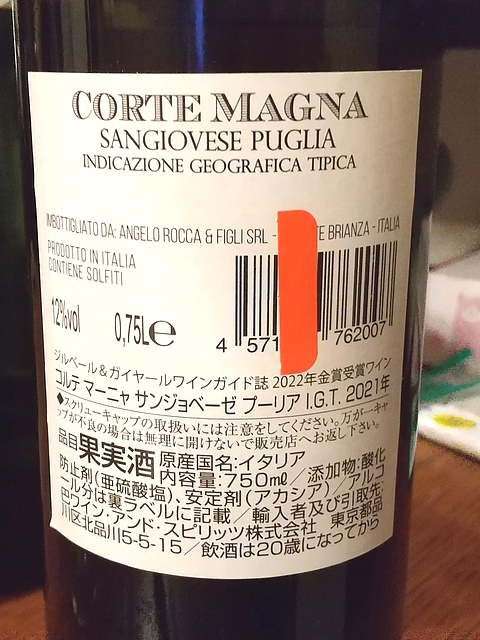 CORTE MAGNA
SANGIOVESE PUGLIA
INDICAZIONE GEOGRAFICA TIPICA
IMBOTTIGLIATO DA: ANGELO ROCCA & FIGLI SRL - BRIANZA - ITALIA
PRODOTTO IN ITALIA
CONTIENE SOLFITI
12%vol 0,75L℮
4 571 762007
ジルベール&ガイヤールワインガイド誌 2022年金賞受賞ワイン
コルテ マーニャ サンジョベーゼ プーリア I.G.T. 2021年
◆スクリューキャップの取扱いには注意をしてください。万が一キャ
ップが不良の場合は無理に開けないで販売店へお返し下さい。
品目果実酒 原産国名:イタリア
内容量:750mℓ/添加物:酸化
防止剤(亜硫酸塩)、安定剤(アカシア)/アルコ
ール分は裏ラベルに記載/輸入者及び引取先:
巴ワイン・アンド・スピリッツ株式会社 東京都品
川区北品川5-5-15/飲酒は20歳になってから